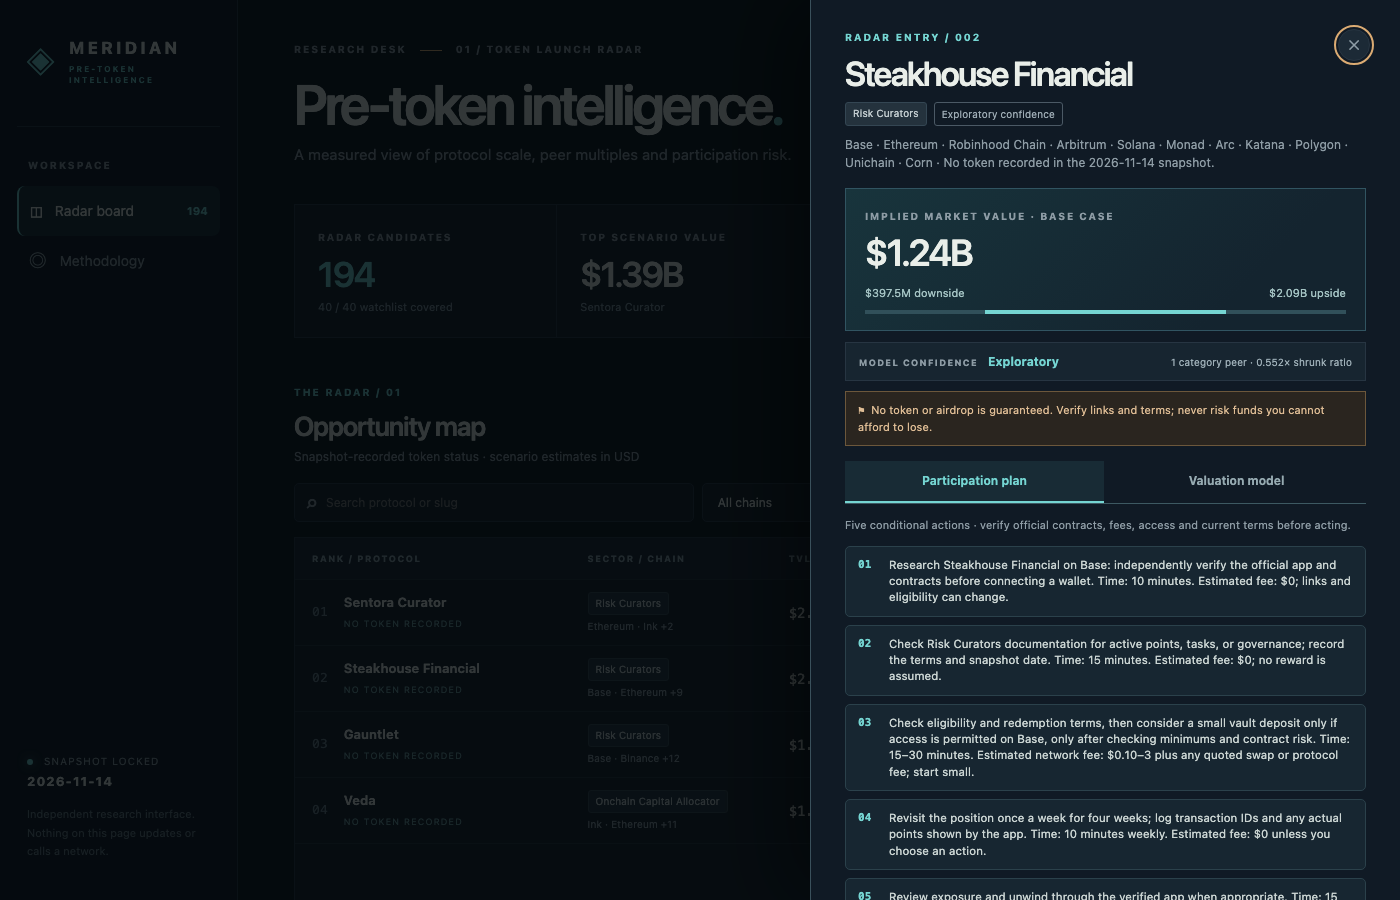 MERIDIAN
PRE-TOKEN
INTELLIGENCE
WORKSPACE
Radar board 194
Methodology
SNAPSHOT LOCKED
2026-11-14
Independent research interface.
Nothing on this page updates or
calls a network.
RESEARCH DESK — 01 / TOKEN LAUNCH RADAR
Pre-token intelligence.
A measured view of protocol scale, peer multiples and participation risk.
RADAR CANDIDATES
194
40 / 40 watchlist covered
TOP SCENARIO VALUE
$1.39B
Sentora Curator
THE RADAR / 01
Opportunity map
Snapshot-recorded token status · scenario estimates in USD
Search protocol or slug
All chains
RANK / PROTOCOL SECTOR / CHAIN TVL
01 Sentora Curator Risk Curators $2.
NO TOKEN RECORDED Ethereum · Ink +2
02 Steakhouse Financial Risk Curators $2.
NO TOKEN RECORDED Base · Ethereum +9
03 Gauntlet Risk Curators $1.
NO TOKEN RECORDED Base · Binance +12
04 Veda Onchain Capital Allocator $1.
NO TOKEN RECORDED Ink · Ethereum +11
RADAR ENTRY / 002
Steakhouse Financial
Risk Curators Exploratory confidence
Base · Ethereum · Robinhood Chain · Arbitrum · Solana · Monad · Arc · Katana · Polygon ·
Unichain · Corn · No token recorded in the 2026-11-14 snapshot.
IMPLIED MARKET VALUE · BASE CASE
$1.24B
$397.5M downside $2.09B upside
MODEL CONFIDENCE Exploratory 1 category peer · 0.552× shrunk ratio
⚑ No token or airdrop is guaranteed. Verify links and terms; never risk funds you cannot
afford to lose.
Participation plan Valuation model
Five conditional actions · verify official contracts, fees, access and current terms before acting.
01 Research Steakhouse Financial on Base: independently verify the official app and
contracts before connecting a wallet. Time: 10 minutes. Estimated fee: $0; links and
eligibility can change.
02 Check Risk Curators documentation for active points, tasks, or governance; record
the terms and snapshot date. Time: 15 minutes. Estimated fee: $0; no reward is
assumed.
03 Check eligibility and redemption terms, then consider a small vault deposit only if
access is permitted on Base, only after checking minimums and contract risk. Time:
15–30 minutes. Estimated network fee: $0.10–3 plus any quoted swap or protocol
fee; start small.
04 Revisit the position once a week for four weeks; log transaction IDs and any actual
points shown by the app. Time: 10 minutes weekly. Estimated fee: $0 unless you
choose an action.
05 Review exposure and unwind through the verified app when appropriate. Time: 15